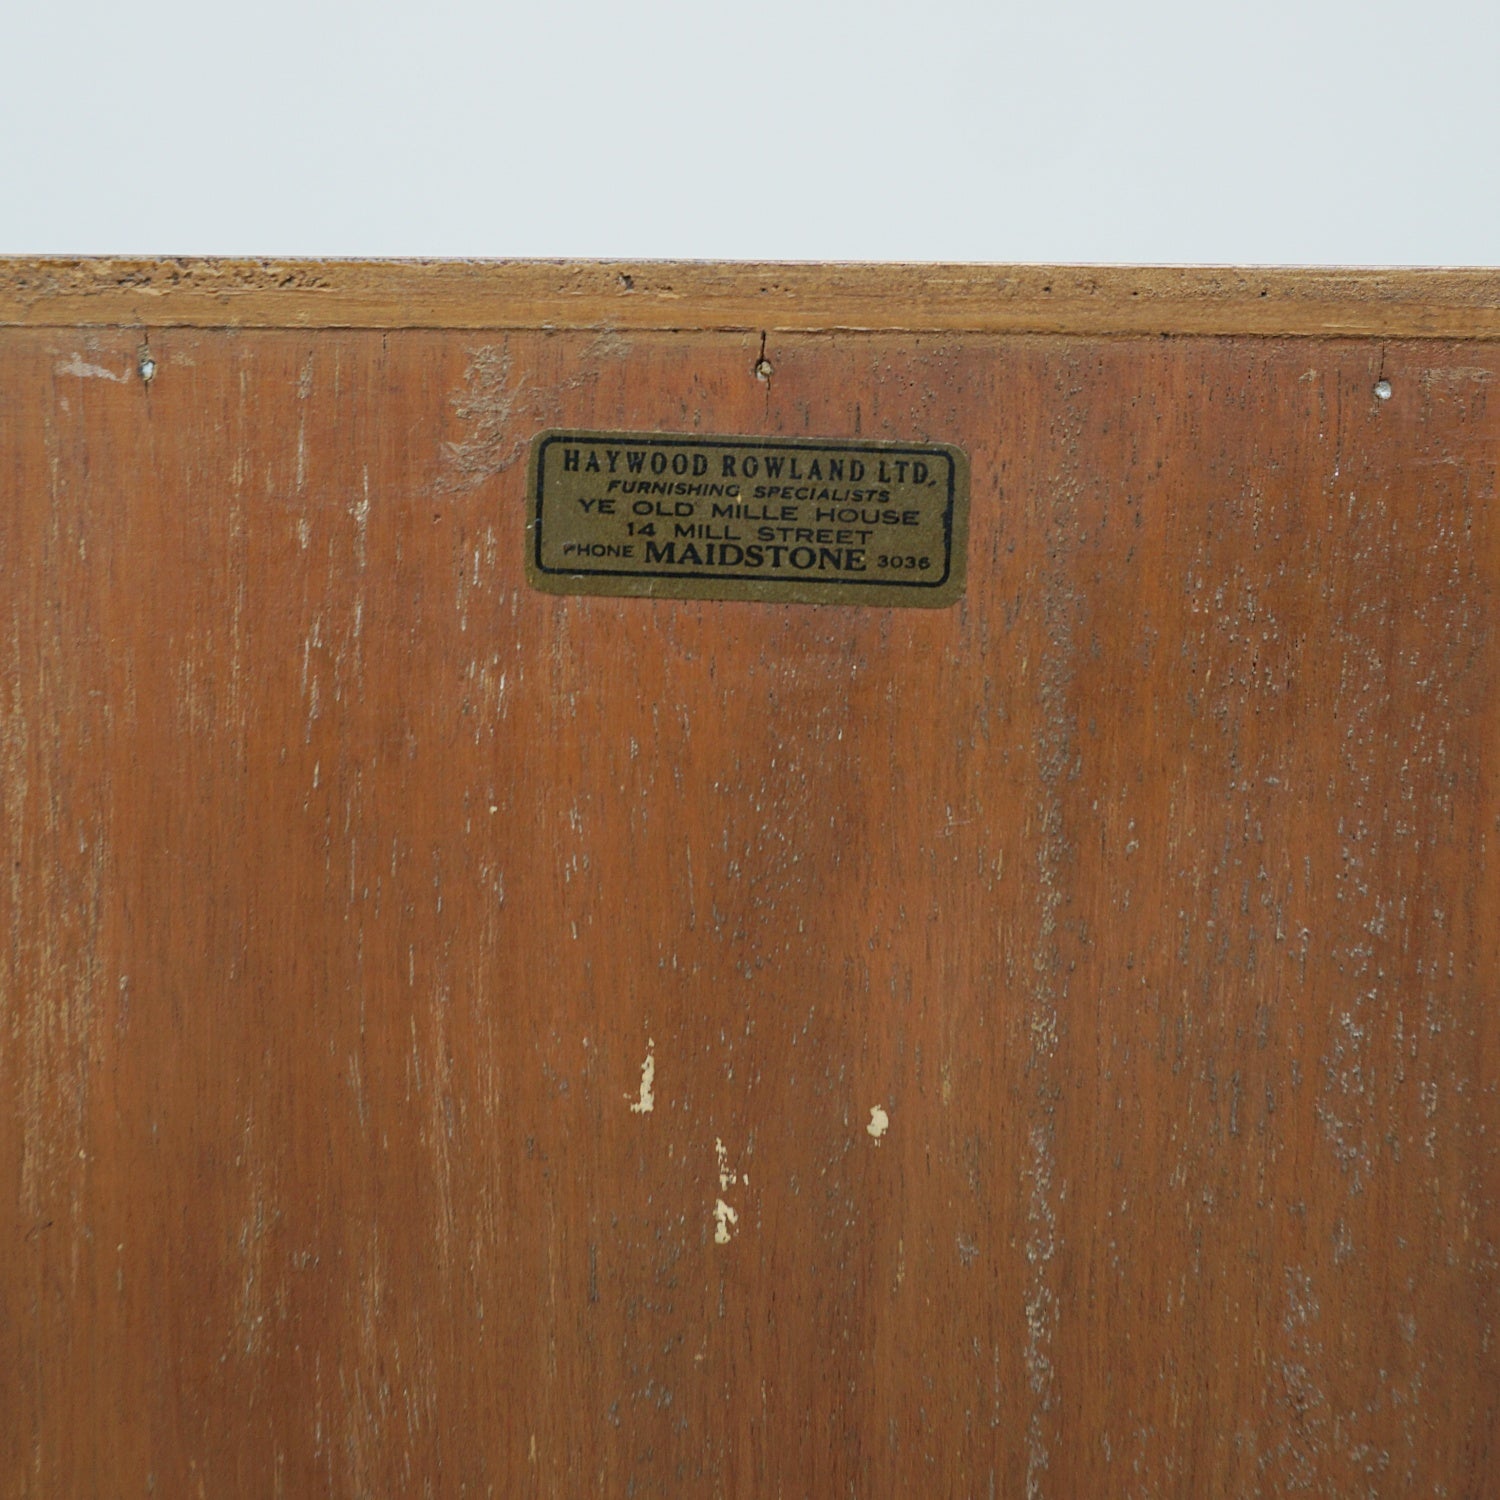 HAYWOOD ROWLAND LTD.
FURNISHING SPECIALISTS
YE OLD MILLE HOUSE
14 MILL STREET
PHONE MAIDSTONE 3036